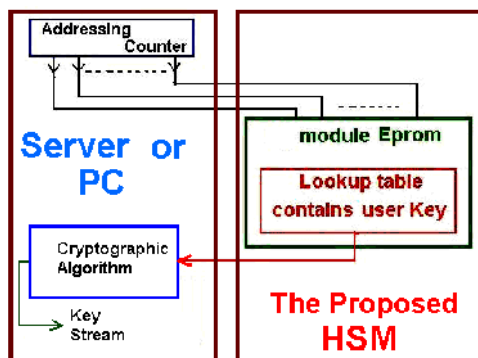 Addressing
Counter
Server or
PC
Cryptographic
Algorithm
Key
Stream
module Eprom
Lookup table
contains user Key
The Proposed
HSM